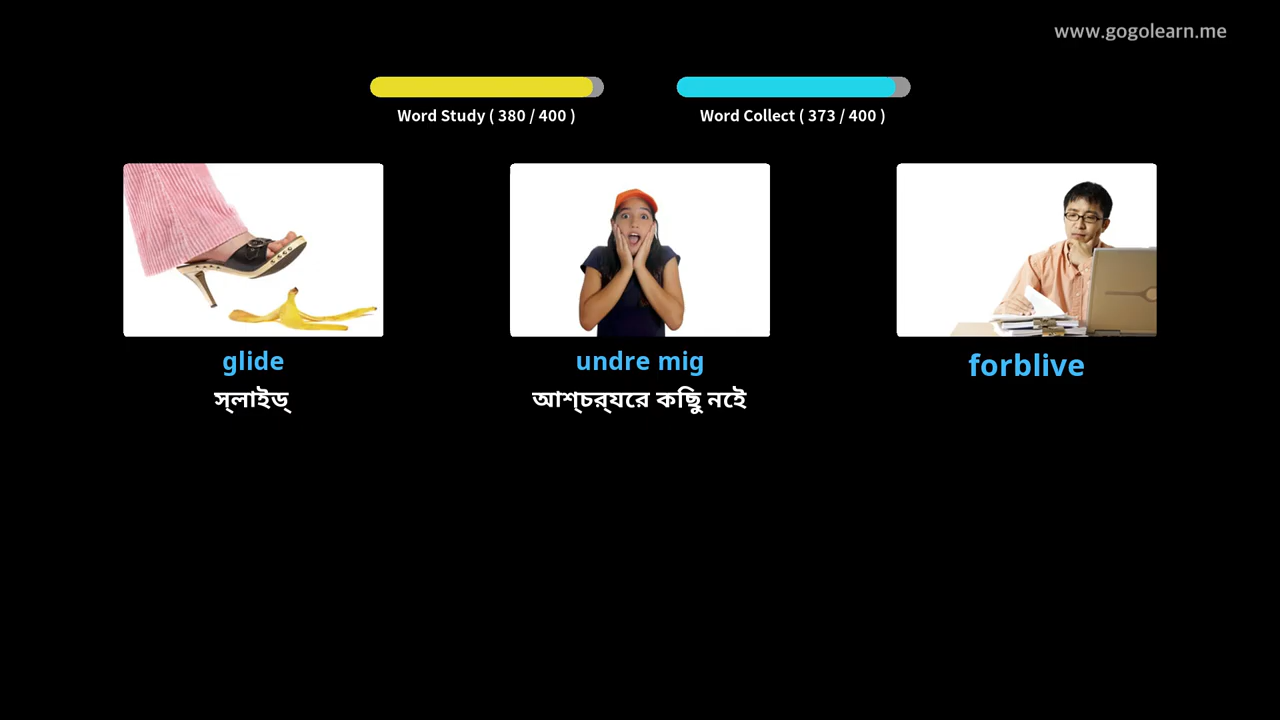 www.gogolearn.me
Word Study ( 380 / 400 )
Word Collect ( 373 / 400 )
glide
স্লাইড্
undre mig
আশ্চর্যের কিছু নেই
forblive